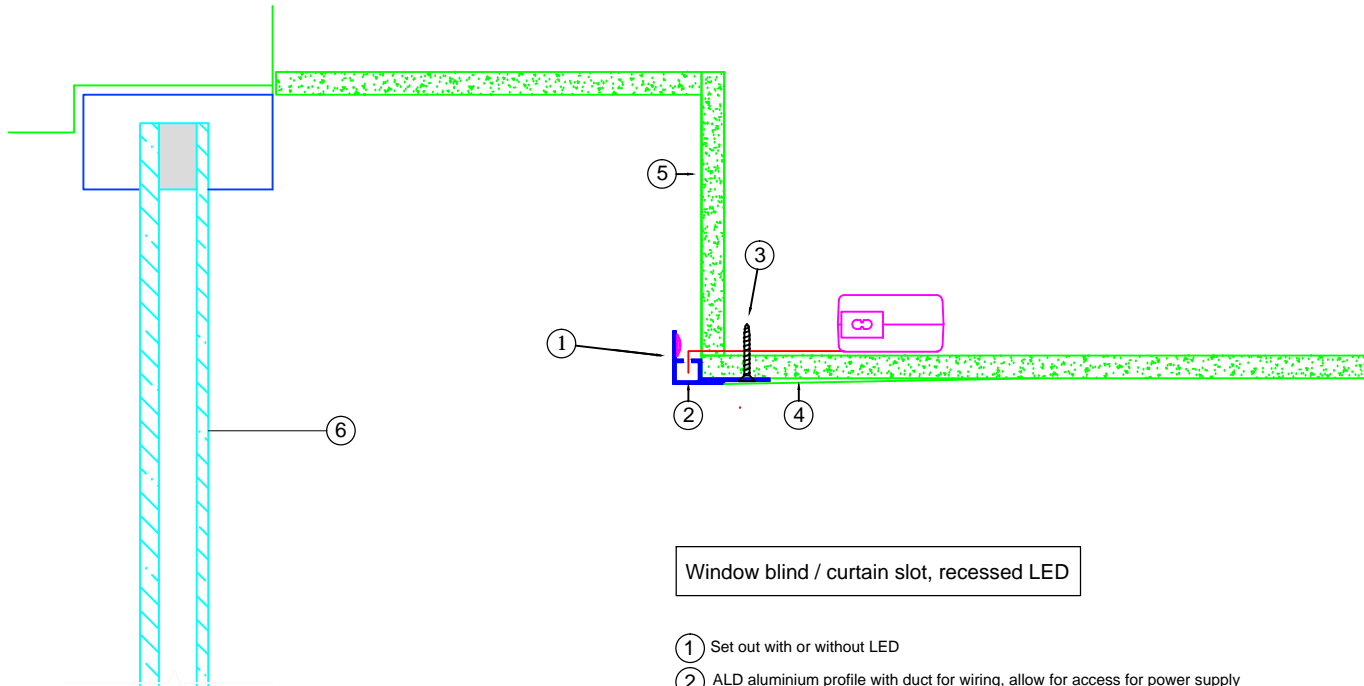 5
3
1
2
4
6
Window blind / curtain slot, recessed LED
1 Set out with or without LED
2 ALD aluminium profile with duct for wiring, allow for access for power supply